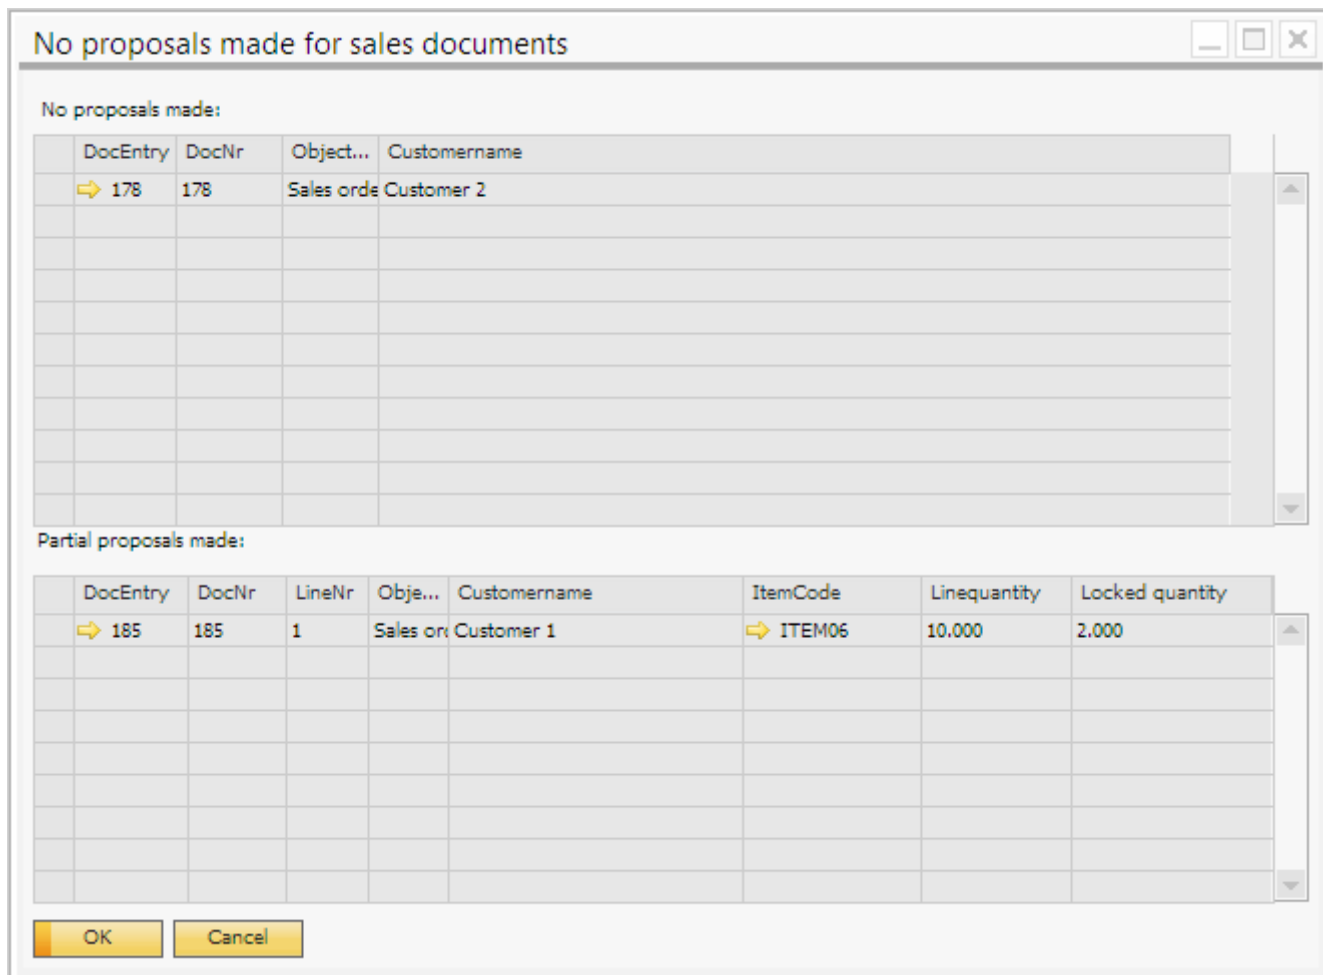 No proposals made for sales documents
No proposals made:
DocEntry DocNr Object... Customername
178 178 Sales orde Customer 2
Partial proposals made:
DocEntry DocNr LineNr Obje... Customername ItemCode Linequantity Locked quantity
185 185 1 Sales or Customer 1 ITEM06 10.000 2.000
OK Cancel